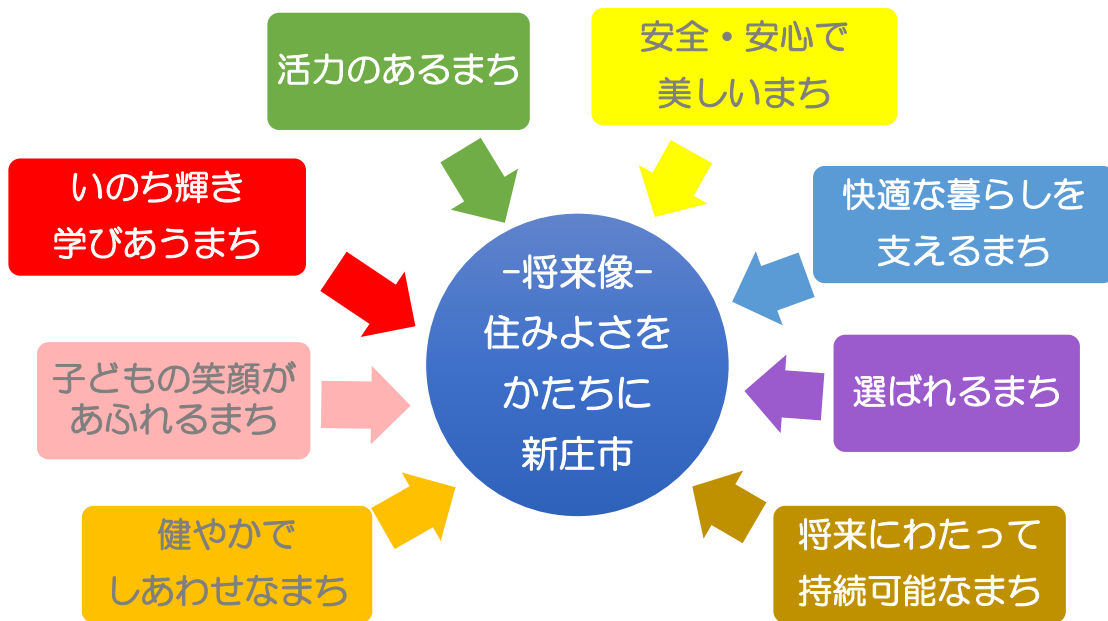 活力のあるまち
安全・安心で
美しいまち
いのち輝き
学びあうまち
快適な暮らしを
支えるまち
-将来像-
住みよさを
かたちに
新庄市
子どもの笑顔が
あふれるまち
選ばれるまち
健やかで
しあわせなまち
将来にわたって
持続可能なまち